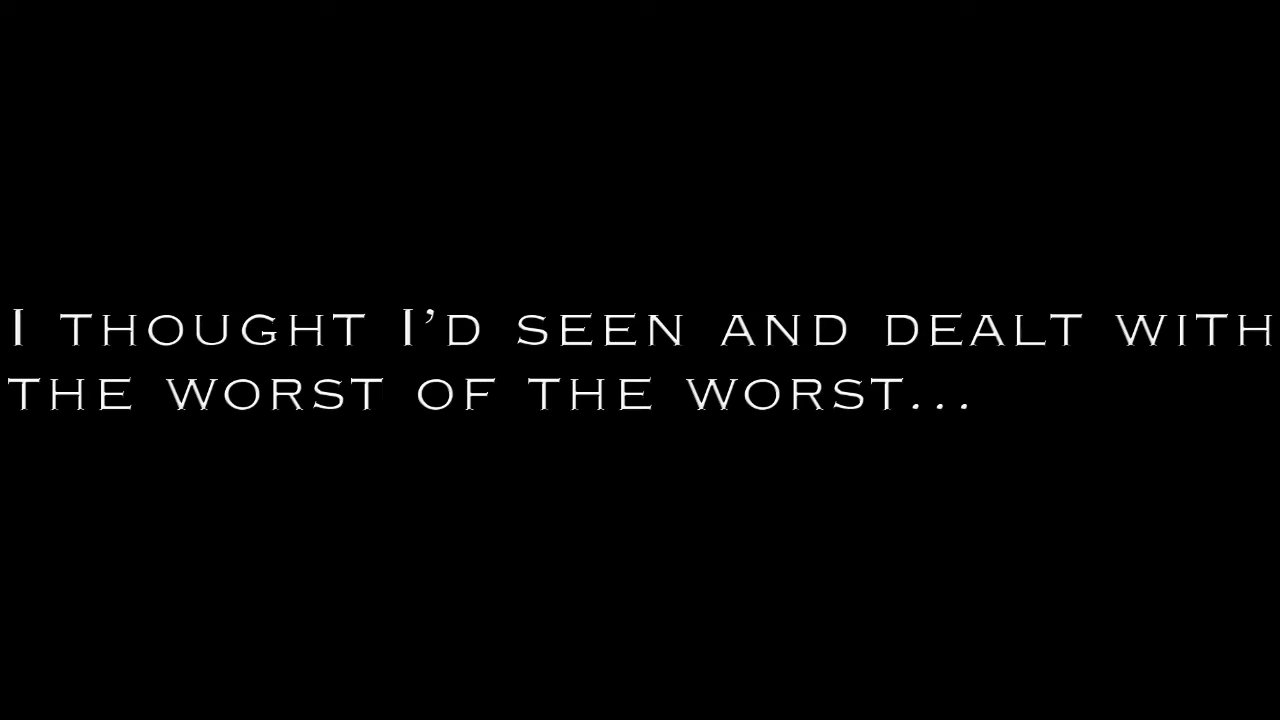 I THOUGHT I’D SEEN AND DEALT WITH
THE WORST OF THE WORST...